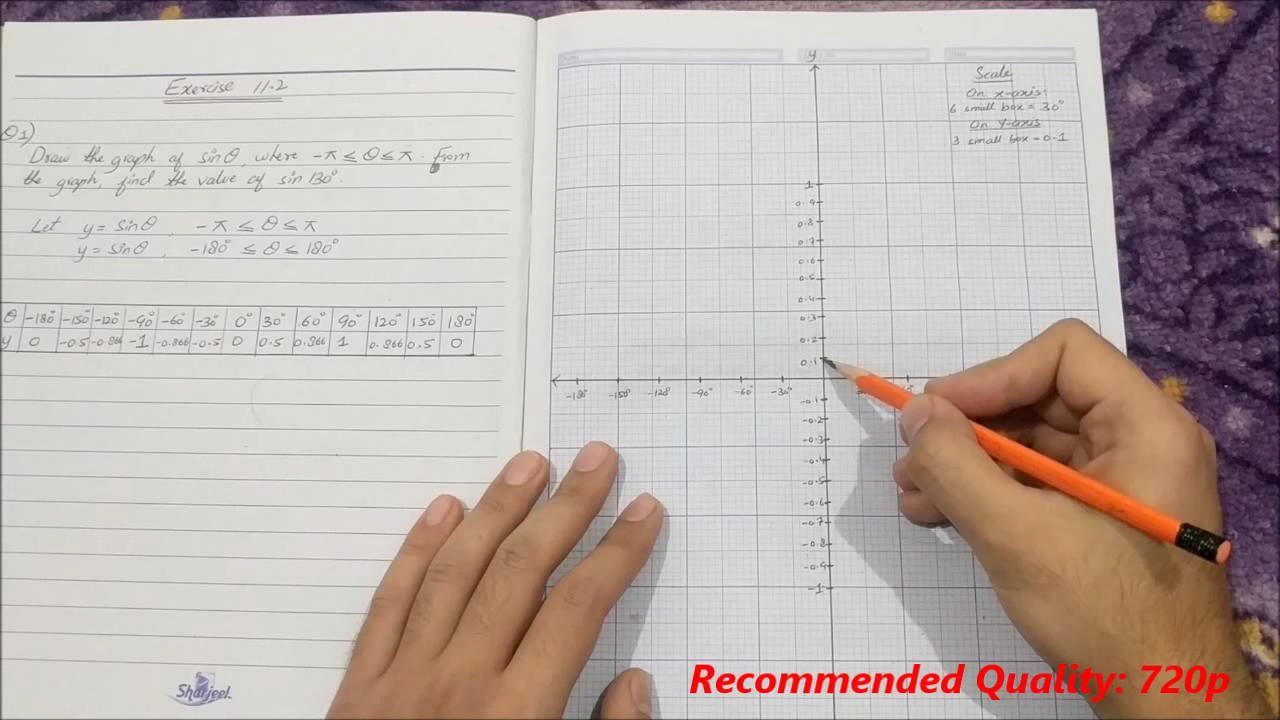 Exercise 11.2
Q1)
Draw the graph of sinθ, where -π ≤ θ ≤ π. From
the graph, find the value of sin 130°.
Let y = sinθ , -π ≤ θ ≤ π
y = sinθ , -180° ≤ θ ≤ 180°
θ -180° -150° -120° -90° -60° -30° 0° 30° 60° 90° 120° 150° 180°
y 0 -0.5 -0.866 -1 -0.866 -0.5 0 0.5 0.866 1 0.866 0.5 0
Sharjeel
y
Scale
On x-axis:
6 small box = 30°
On Y-axis
3 small box = 0.1
1
0.9
0.8
0.7
0.6
0.5
0.4
0.3
0.2
0.1
-180° -150° -120° -90° -60° -30°
-0.1
-0.2
-0.3
-0.4
-0.5
-0.6
-0.7
-0.8
-0.9
-1
Recommended Quality: 720p